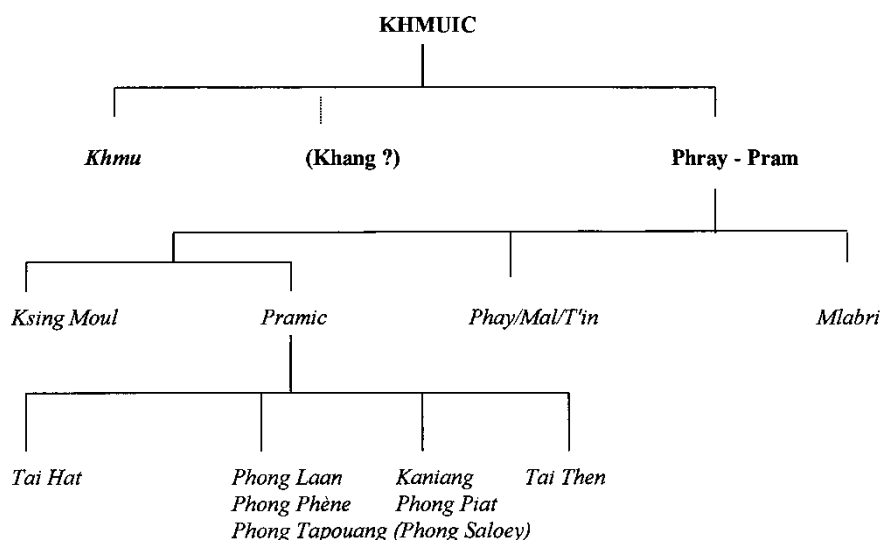 KHMUIC
Khmu (Khang ?) Phray - Pram
Ksing Moul Pramic Phay/Mal/T'in Mlabri
Tai Hat Phong Laan Kaniang Tai Then
Phong Phène Phong Piat
Phong Tapouang (Phong Saloey)